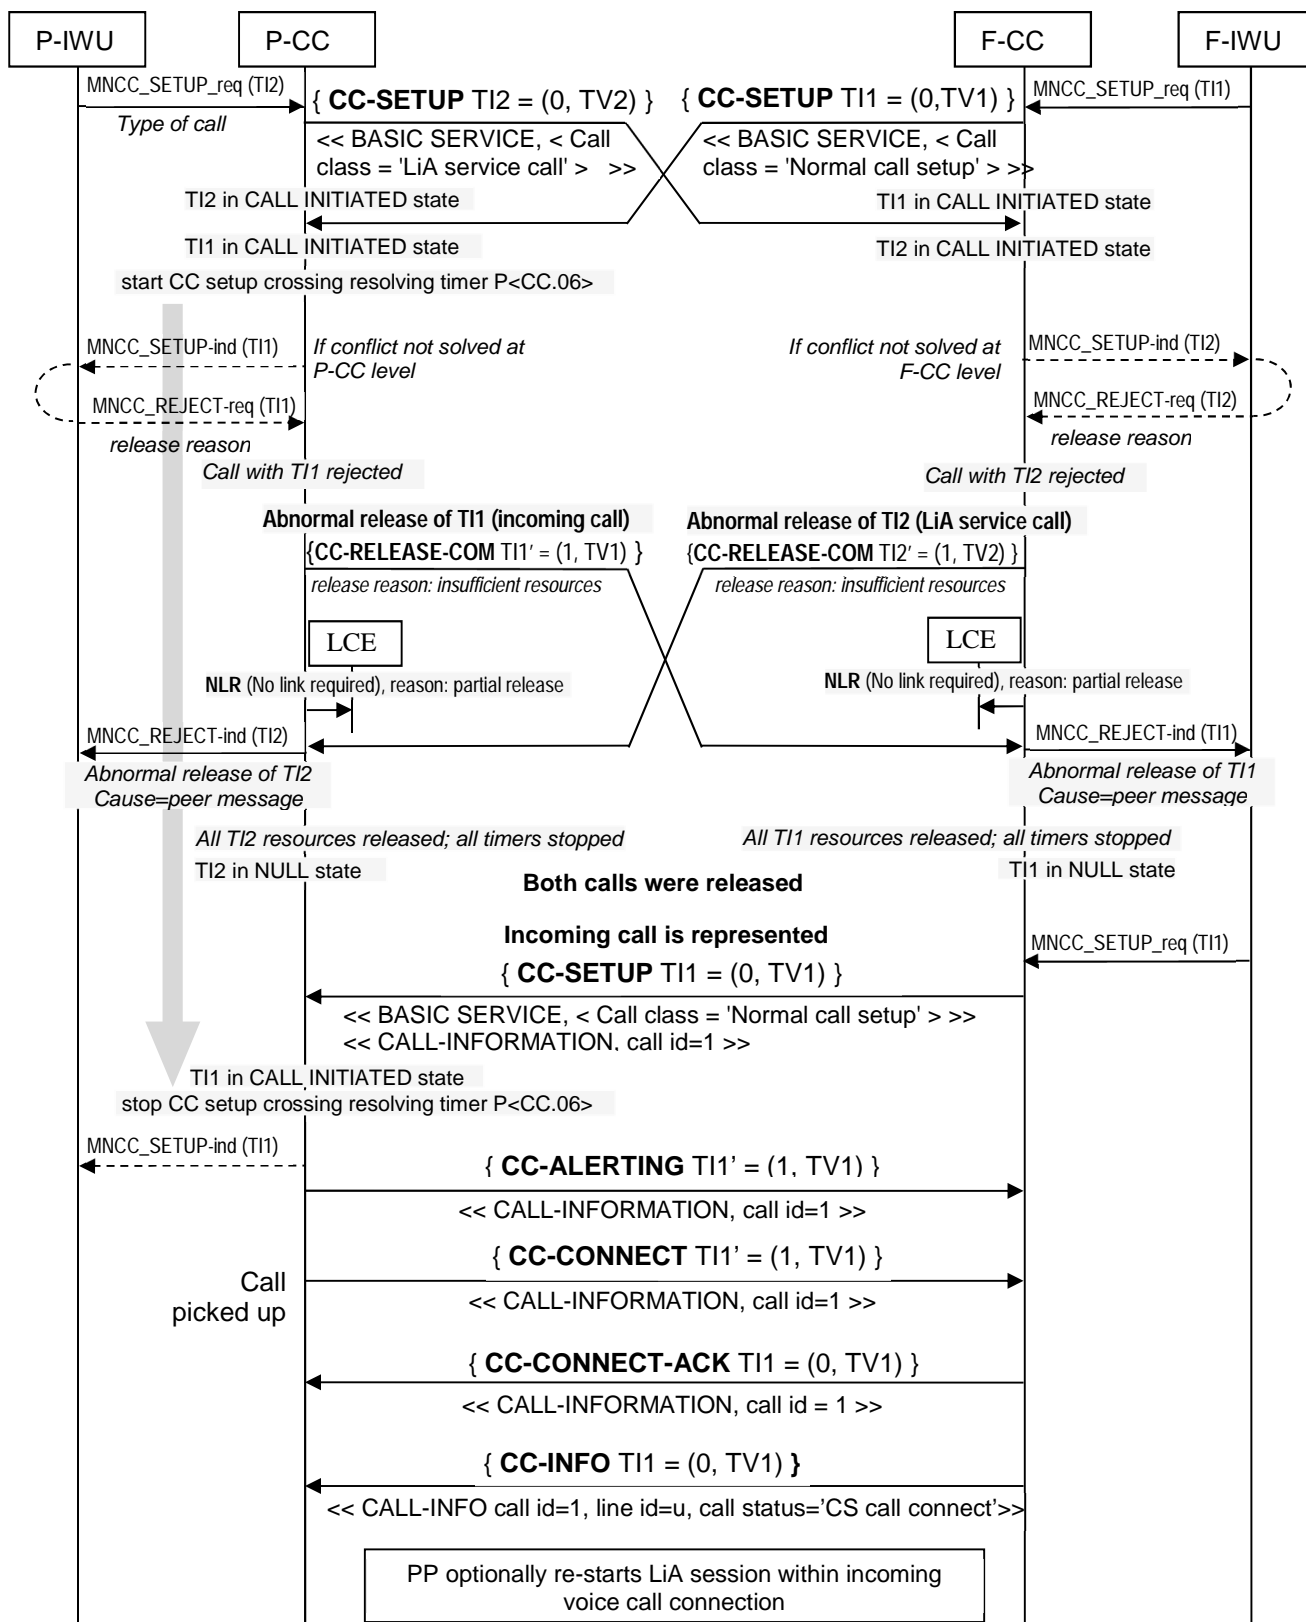 P-IWU
P-CC
F-CC
F-IWU
MNCC_SETUP_req (TI2)
Type of call
{ CC-SETUP TI2 = (0, TV2) }
{ CC-SETUP TI1 = (0,TV1) }
MNCC_SETUP_req (TI1)
<< BASIC SERVICE, < Call
class = 'LiA service call' > >>
<< BASIC SERVICE, < Call
class = 'Normal call setup' > >>
TI2 in CALL INITIATED state
TI1 in CALL INITIATED state
TI1 in CALL INITIATED state
TI2 in CALL INITIATED state
start CC setup crossing resolving timer P<CC.06>
MNCC_SETUP-ind (TI1)
If conflict not solved at
P-CC level
If conflict not solved at
F-CC level
MNCC_SETUP-ind (TI2)
MNCC_REJECT-req (TI1)
release reason
MNCC_REJECT-req (TI2)
release reason
Call with TI1 rejected
Call with TI2 rejected
Abnormal release of TI1 (incoming call)
Abnormal release of TI2 (LiA service call)
{CC-RELEASE-COM TI1' = (1, TV1) }
{CC-RELEASE-COM TI2' = (1, TV2) }
release reason: insufficient resources
release reason: insufficient resources
LCE
LCE
NLR (No link required), reason: partial release
NLR (No link required), reason: partial release
MNCC_REJECT-ind (TI2)
MNCC_REJECT-ind (TI1)
Abnormal release of TI2
Cause=peer message
Abnormal release of TI1
Cause=peer message
All TI2 resources released; all timers stopped
All TI1 resources released; all timers stopped
TI2 in NULL state
TI1 in NULL state
Both calls were released
Incoming call is represented
MNCC_SETUP_req (TI1)
{ CC-SETUP TI1 = (0, TV1) }
<< BASIC SERVICE, < Call class = 'Normal call setup' > >>
<< CALL-INFORMATION, call id=1 >>
TI1 in CALL INITIATED state
stop CC setup crossing resolving timer P<CC.06>
MNCC_SETUP-ind (TI1)
{ CC-ALERTING TI1’ = (1, TV1) }
<< CALL-INFORMATION, call id=1 >>
{ CC-CONNECT TI1’ = (1, TV1) }
Call
picked up
<< CALL-INFORMATION, call id=1 >>
{ CC-CONNECT-ACK TI1 = (0, TV1) }
<< CALL-INFORMATION, call id = 1 >>
{ CC-INFO TI1 = (0, TV1) }
<< CALL-INFO call id=1, line id=u, call status=’CS call connect’>>
PP optionally re-starts LiA session within incoming
voice call connection